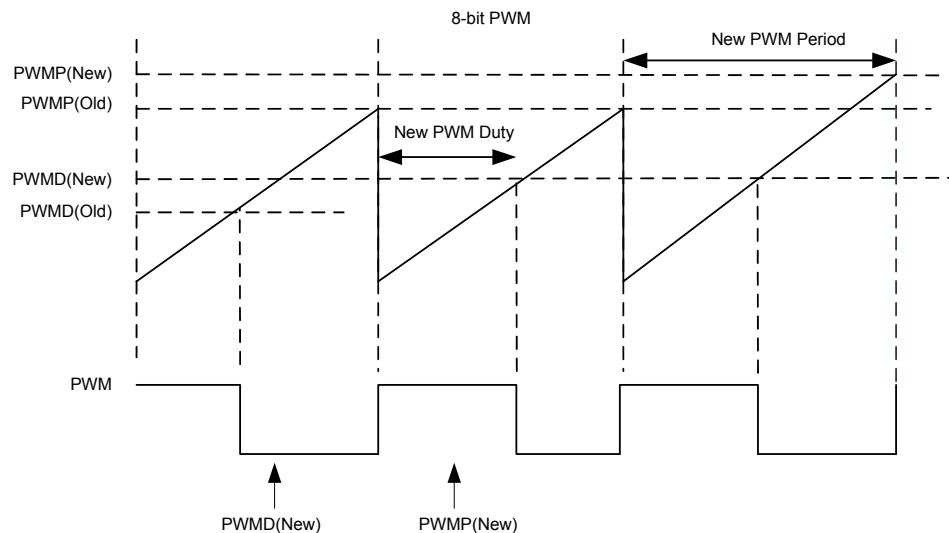 8-bit PWM
New PWM Period
PWMP(New)
PWMP(Old)
New PWM Duty
PWMD(New)
PWMD(Old)
PWM
PWMD(New)
PWMP(New)